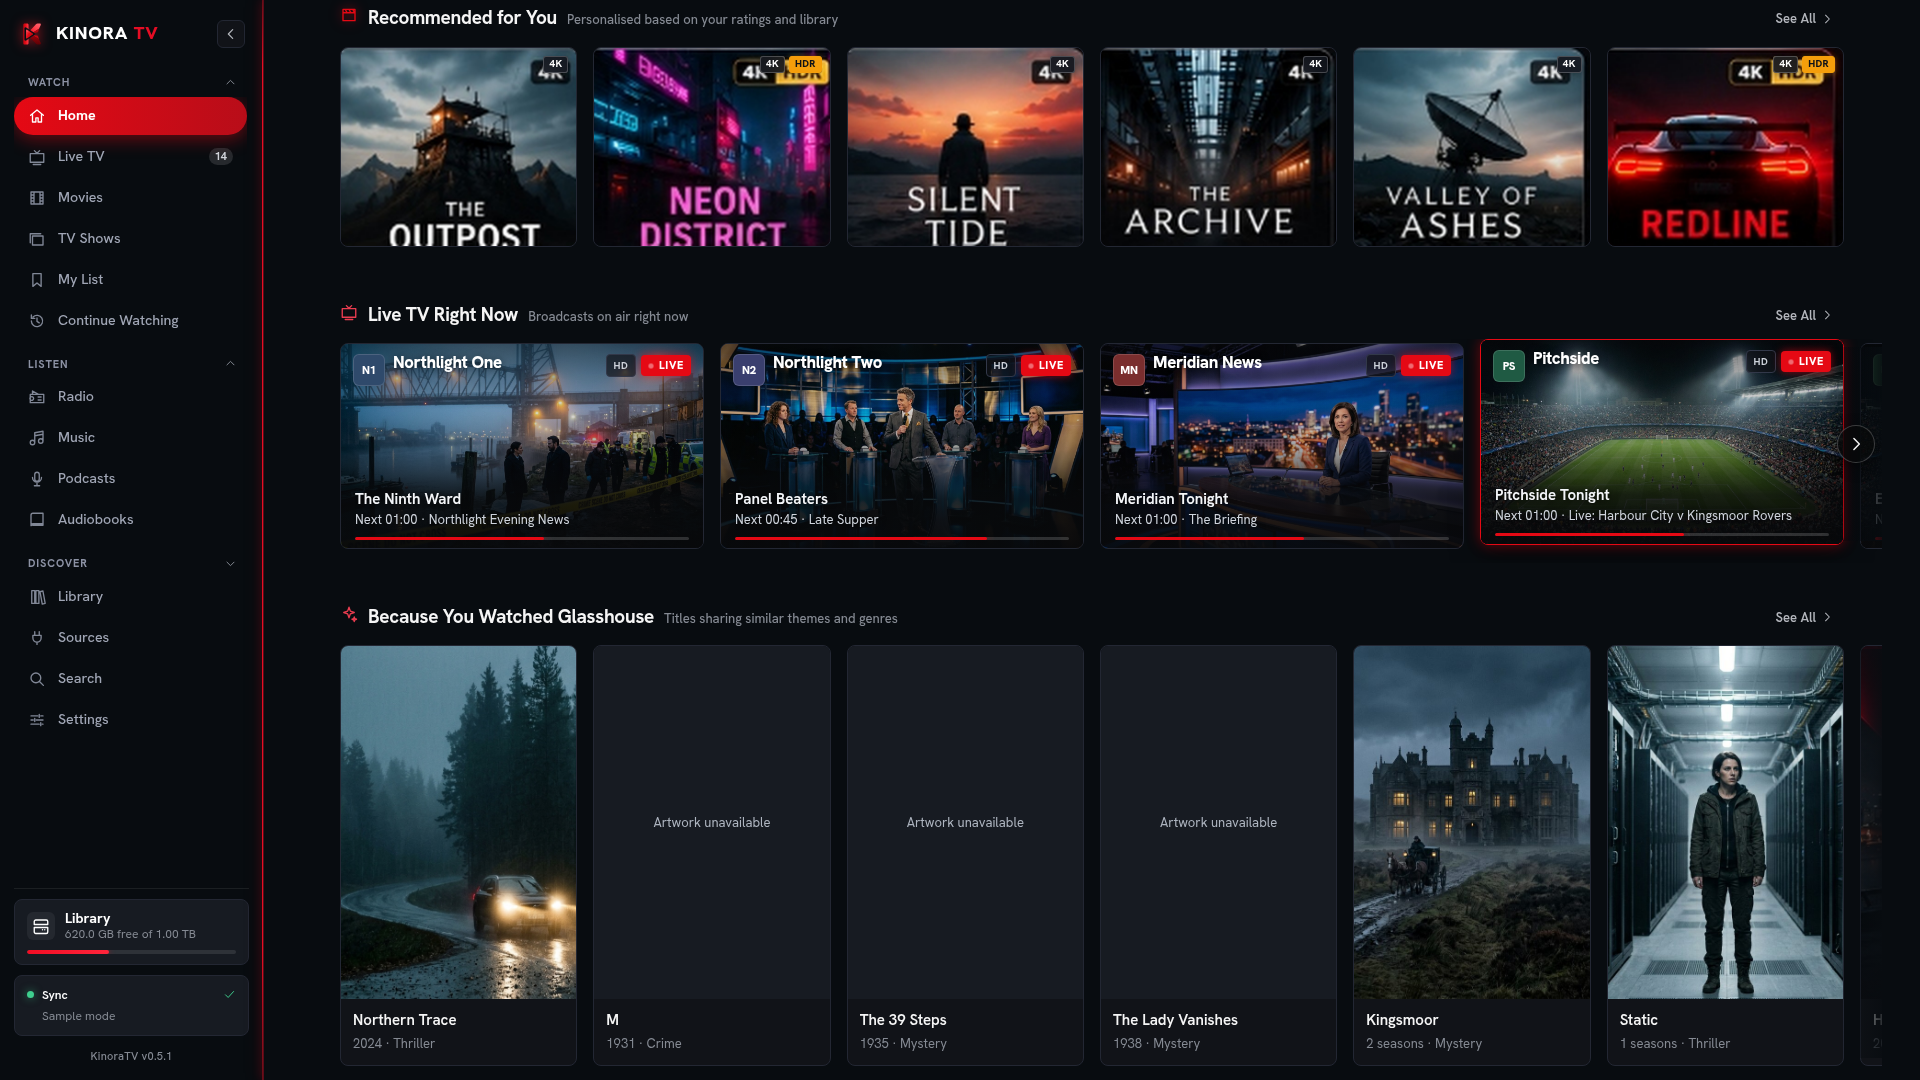 KINORA TV
WATCH
Home
Live TV 14
Movies
TV Shows
My List
Continue Watching
LISTEN
Radio
Music
Podcasts
Audiobooks
DISCOVER
Library
Sources
Search
Settings
Library
620.0 GB free of 1.00 TB
Sync
Sample mode
KinoraTV v0.5.1
Recommended for You Personalised based on your ratings and library See All
4K
4K
THE
OUTPOST
4K HDR
4K HDR
NEON
DISTRICT
4K
4K
SILENT
TIDE
4K
4K
THE
ARCHIVE
4K
4K
VALLEY OF
ASHES
4K HDR
4K HDR
REDLINE
Live TV Right Now Broadcasts on air right now See All
N1 Northlight One HD LIVE
The Ninth Ward
Next 01:00 · Northlight Evening News
N2 Northlight Two HD LIVE
Panel Beaters
Next 00:45 · Late Supper
MN Meridian News HD LIVE
Meridian Tonight
Next 01:00 · The Briefing
PS Pitchside HD LIVE
Pitchside Tonight
Next 01:00 · Live: Harbour City v Kingsmoor Rovers
Because You Watched Glasshouse Titles sharing similar themes and genres See All
Northern Trace
2024 · Thriller
Artwork unavailable
M
1931 · Crime
Artwork unavailable
The 39 Steps
1935 · Mystery
Artwork unavailable
The Lady Vanishes
1938 · Mystery
Kingsmoor
2 seasons · Mystery
Static
1 seasons · Thriller